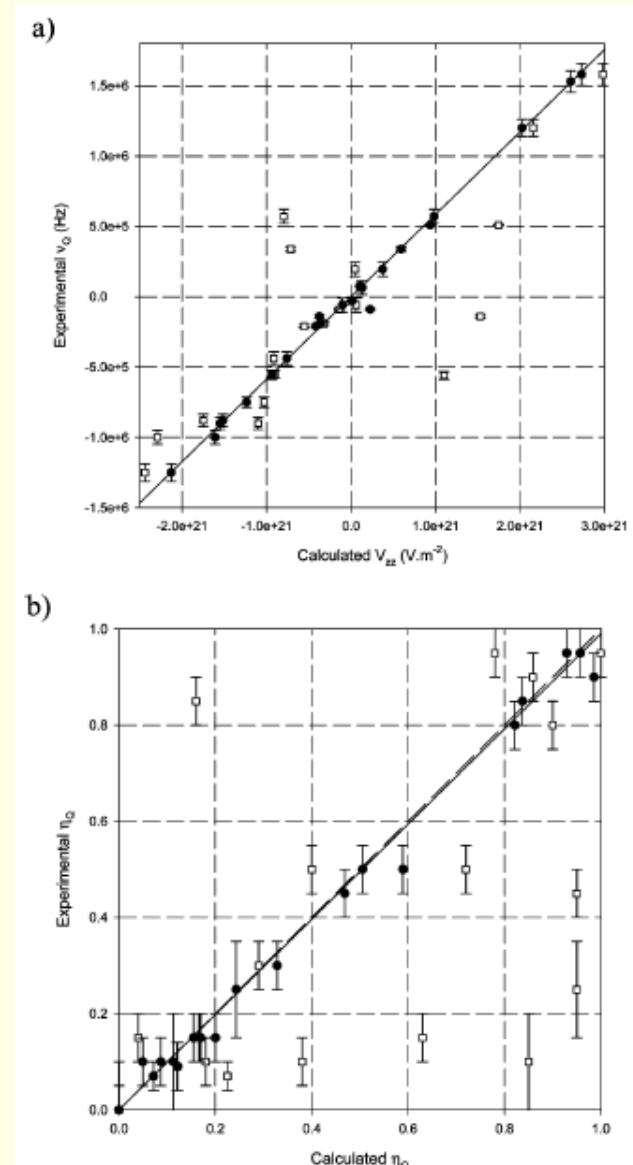 a)
1.5e+6
1.0e+6
5.0e+5
0.0
-5.0e+5
-1.0e+6
-1.5e+6
Experimental νQ (Hz)
-2.0e+21 -1.0e+21 0.0 1.0e+21 2.0e+21 3.0e+21
Calculated Vzz (V.m-2)
b)
1.0
0.8
0.6
0.4
0.2
0.0
Experimental ηQ
0.0 0.2 0.4 0.6 0.8 1.0
Calculated ηQ